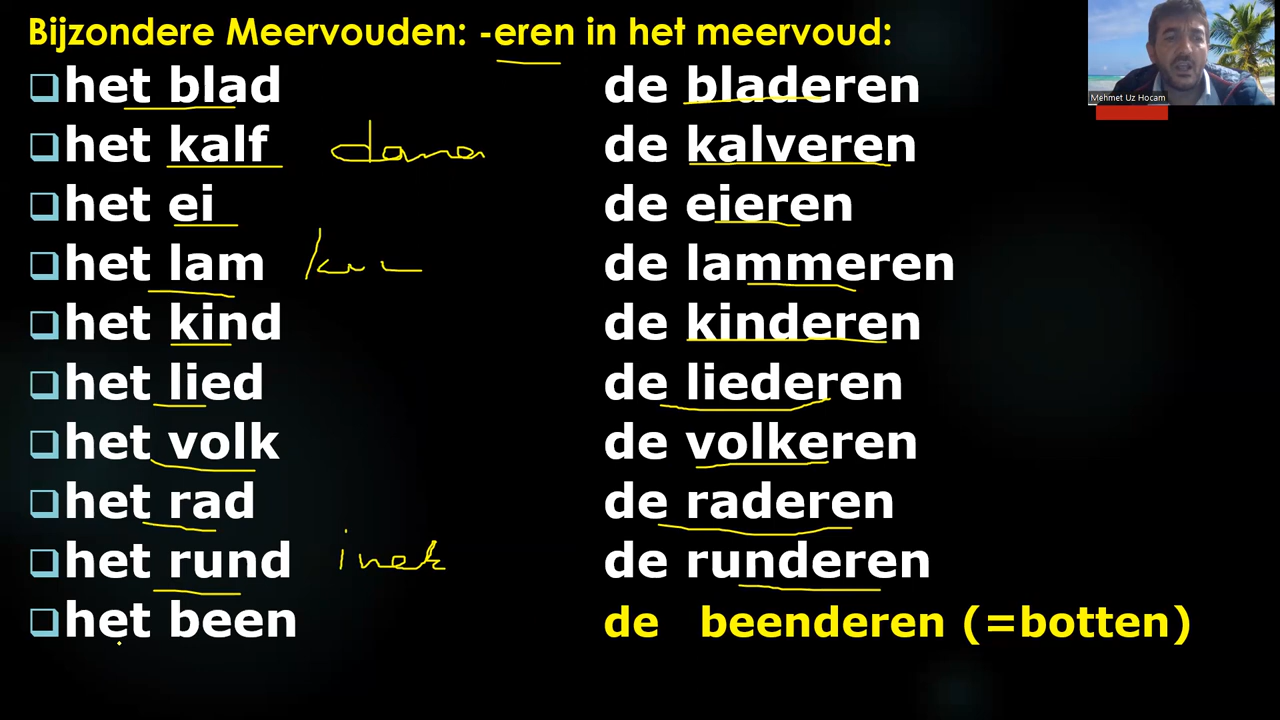 Bijzondere Meervouden: -eren in het meervoud:
Mehmet Uz Hocam
het blad de bladeren
het kalf dana de kalveren
het ei de eieren
het lam de lammeren
het kind de kinderen
het lied de liederen
het volk de volkeren
het rad de raderen
het rund inek de runderen
het been de beenderen (=botten)